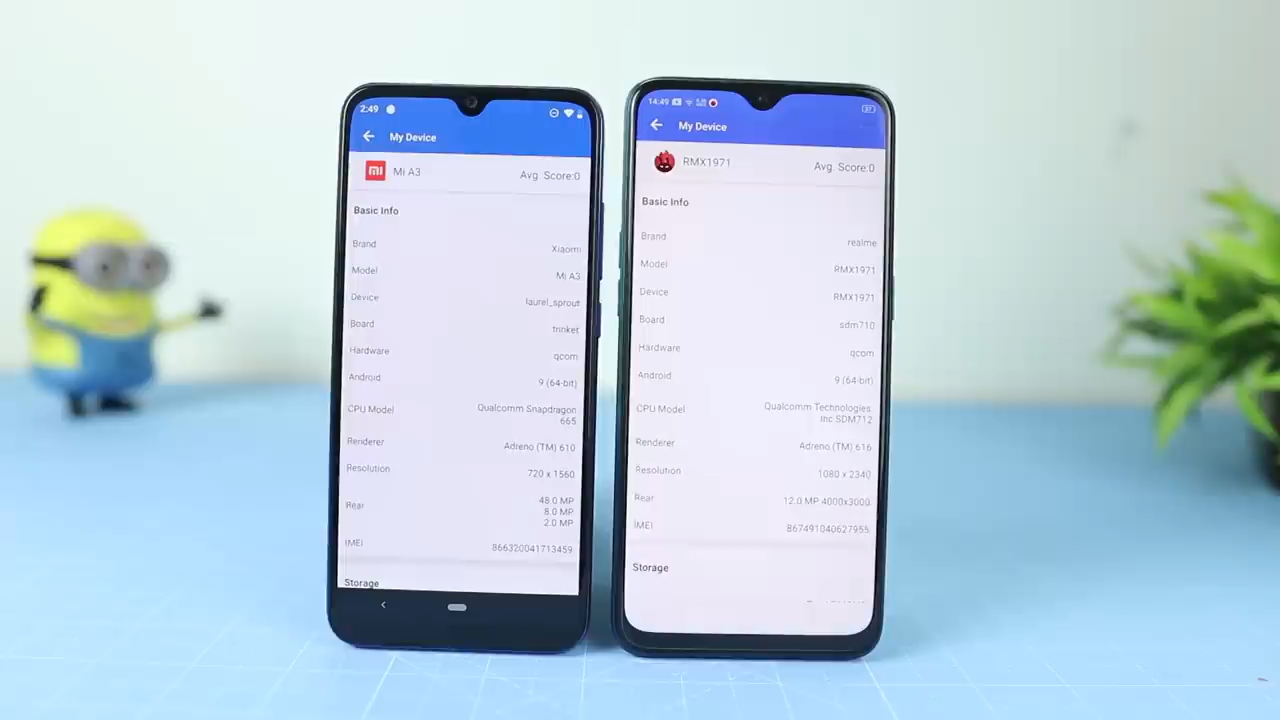 2:49
My Device
mi Mi A3 Avg. Score:0
Basic Info
Brand Xiaomi
Model Mi A3
Device laurel_sprout
Board trinket
Hardware qcom
Android 9 (64-bit)
CPU Model Qualcomm Snapdragon
665
Renderer Adreno (TM) 610
Resolution 720 x 1560
Rear 48.0 MP
8.0 MP
2.0 MP
IMEI 866320041713459
Storage
14:49
My Device
RMX1971 Avg. Score:0
Basic Info
Brand realme
Model RMX1971
Device RMX1971
Board sdm710
Hardware qcom
Android 9 (64-bit)
CPU Model Qualcomm Technologies,
Inc SDM712
Renderer Adreno (TM) 616
Resolution 1080 x 2340
Rear 12.0 MP 4000x3000
IMEI 867491040627955
Storage